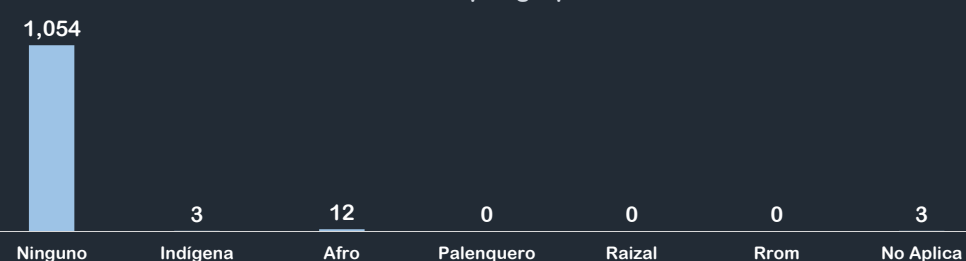 1,054
3
12
0
0
0
3
Ninguno
Indígena
Afro
Palenquero
Raizal
Rrom
No Aplica